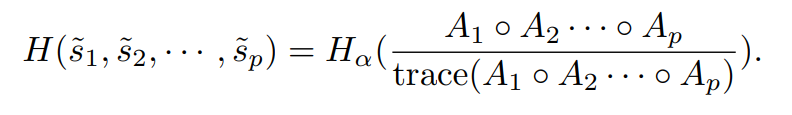 H(s̃₁, s̃₂, ⋯ , s̃ₚ) = H_α( (A₁ ∘ A₂ ⋯ ∘ Aₚ) / trace(A₁ ∘ A₂ ⋯ ∘ Aₚ) ).